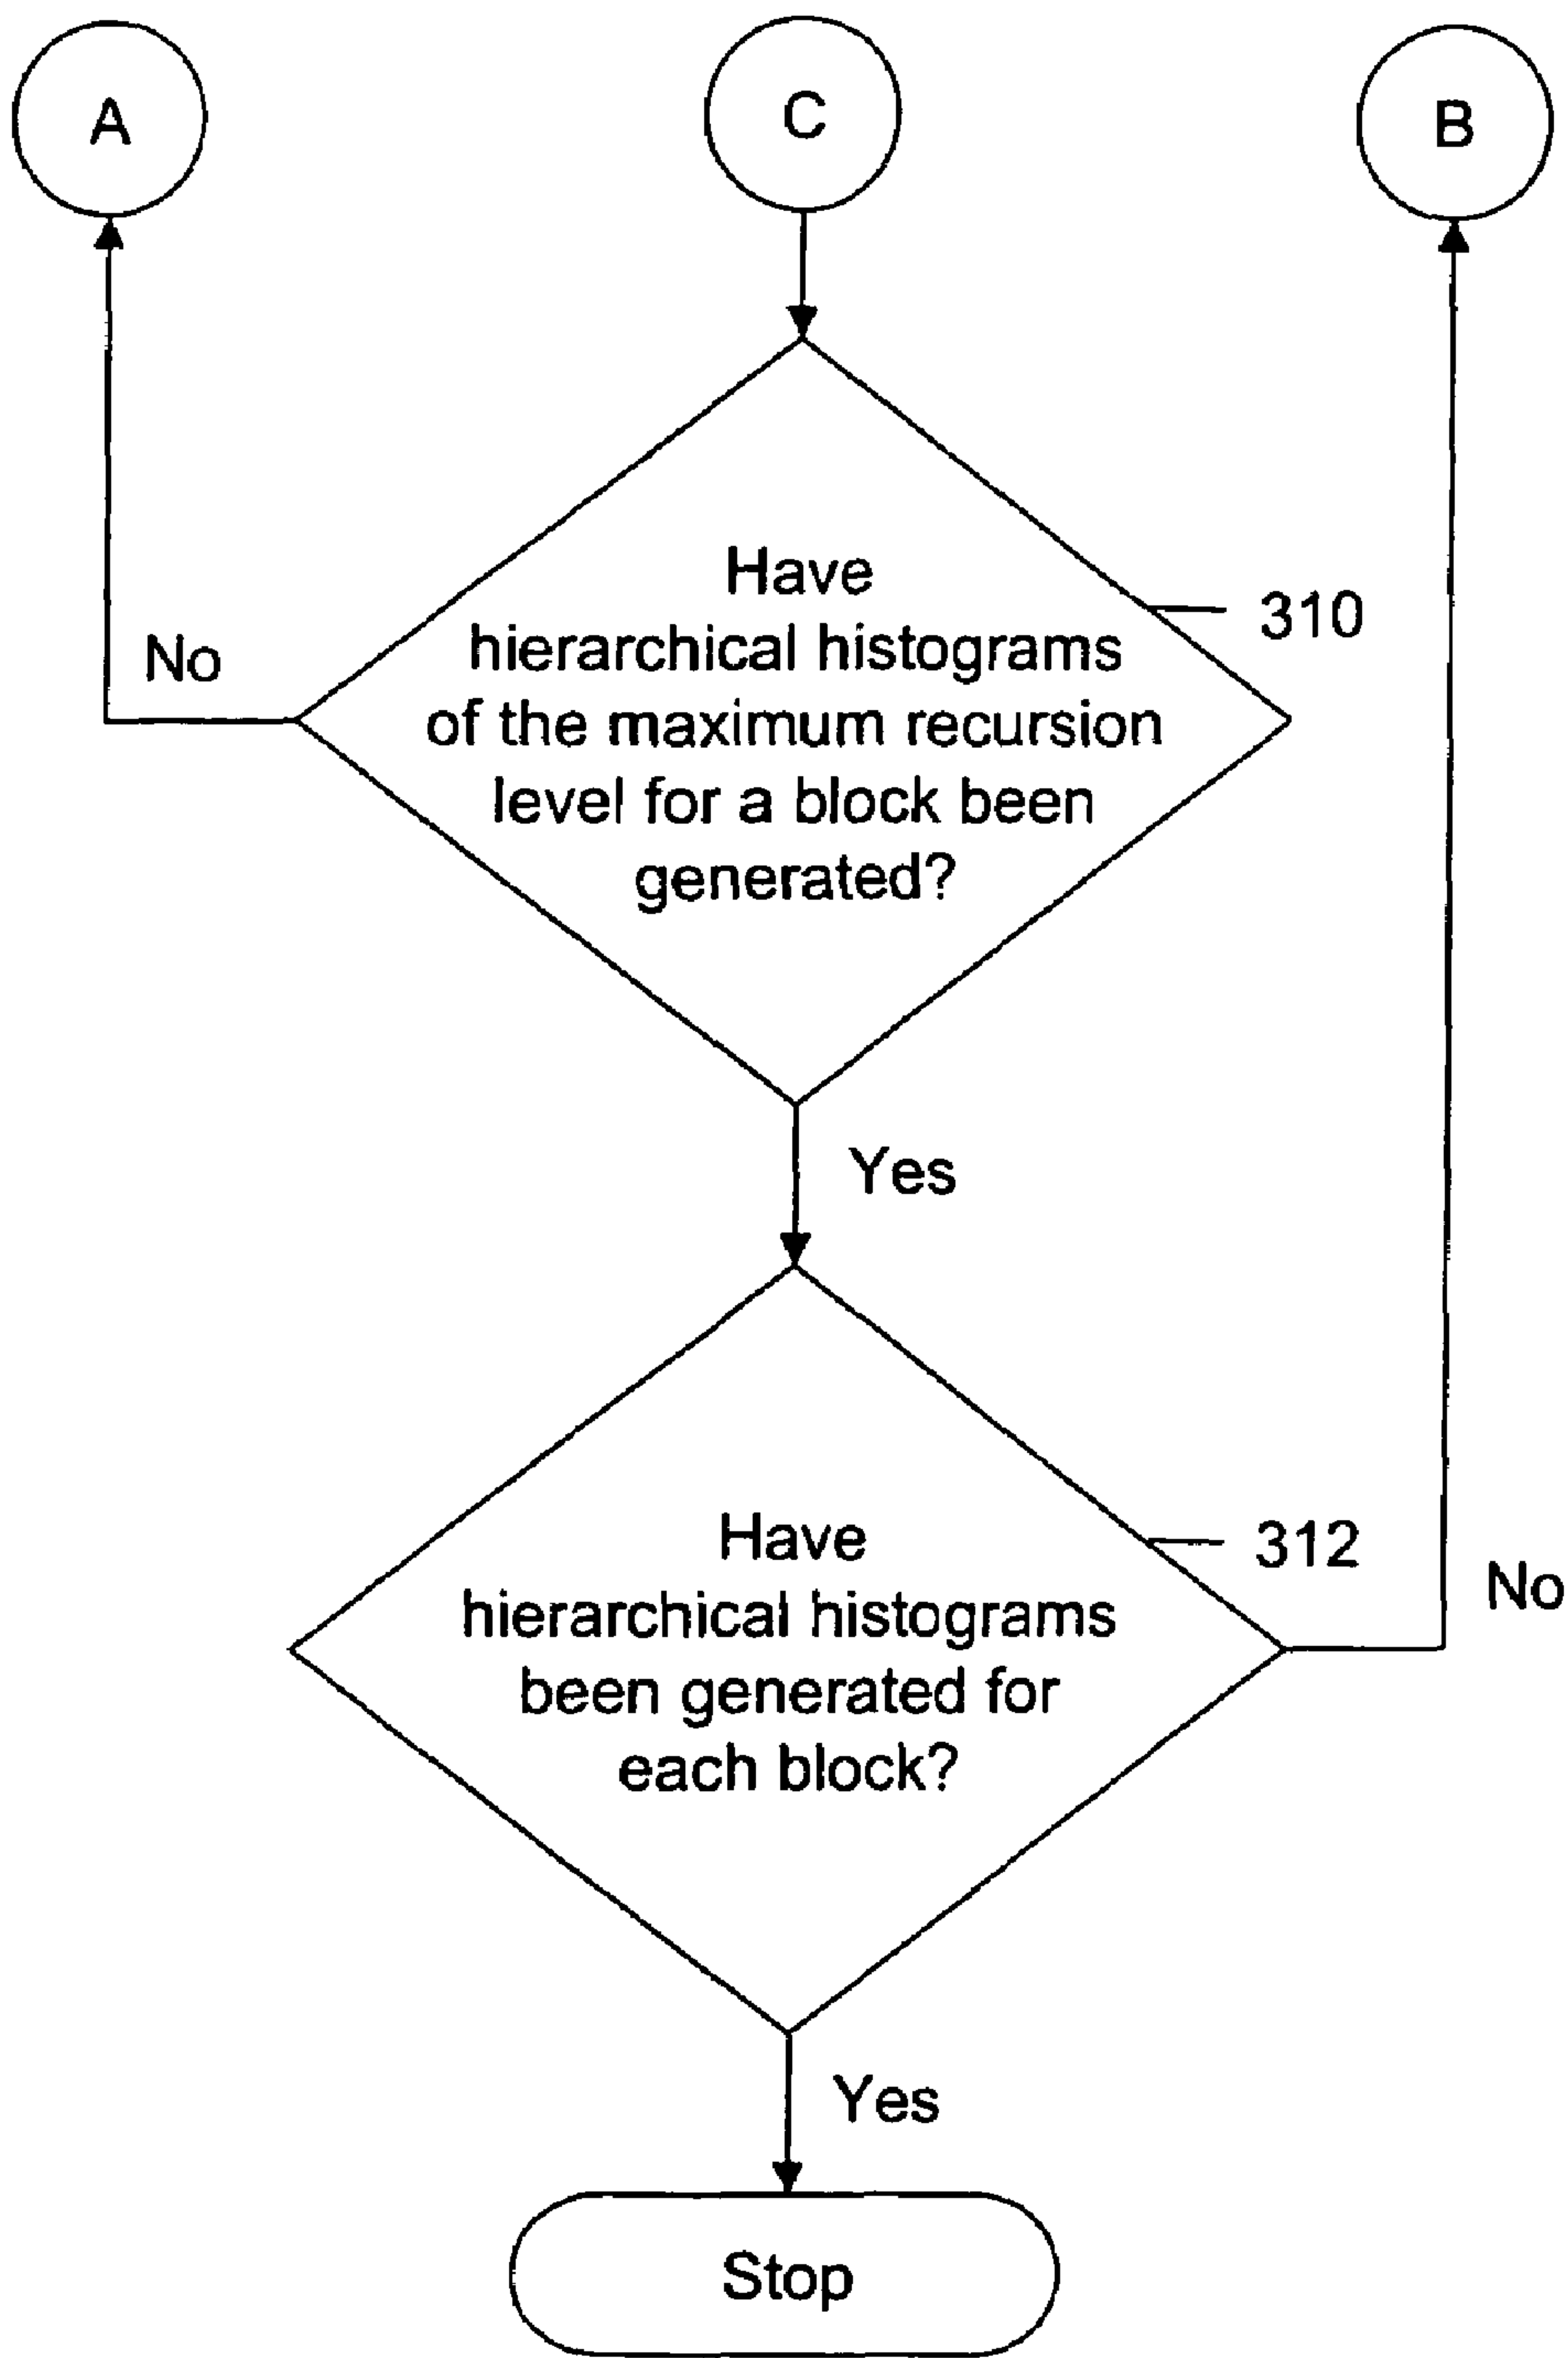 A
C
B
Have
hierarchical histograms
of the maximum recursion
level for a block been
generated?
310
No
Yes
Have
hierarchical histograms
been generated for
each block?
312
No
Yes
Stop